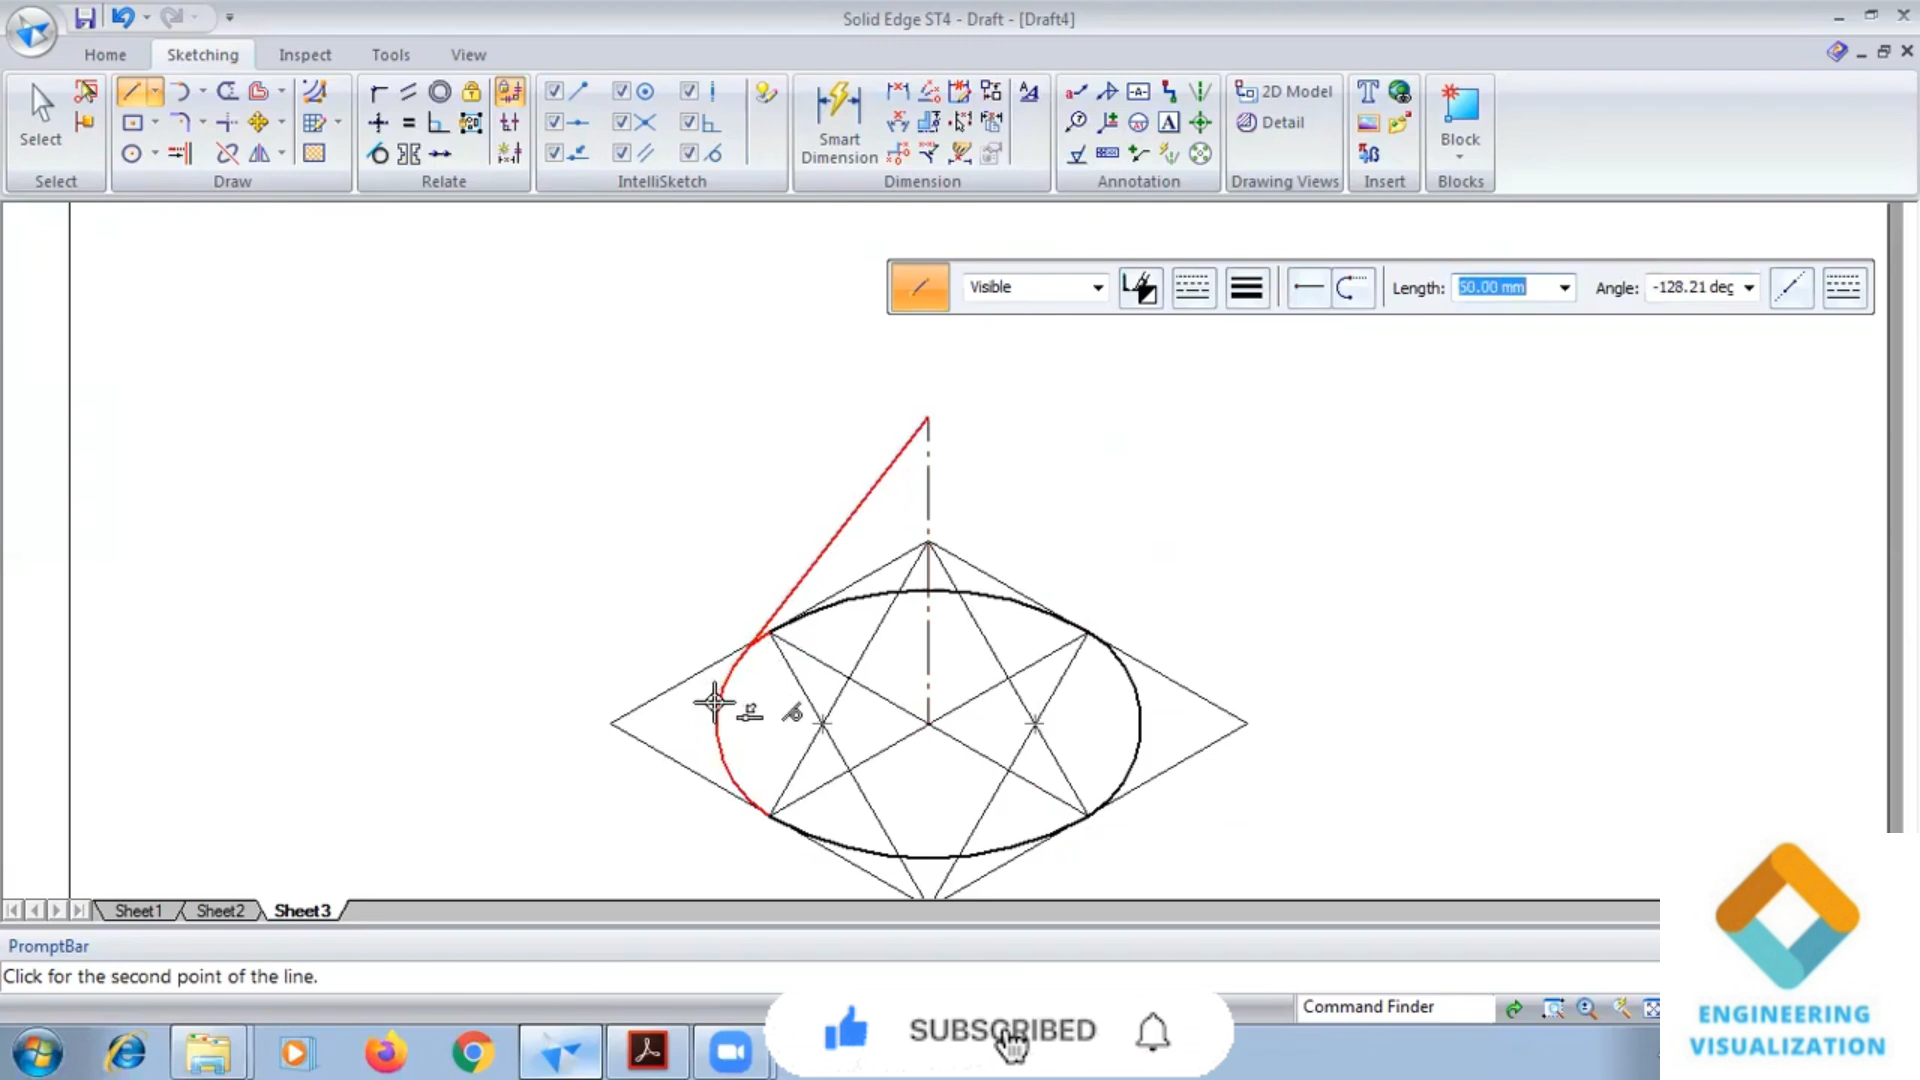 Solid Edge ST4 - Draft - [Draft4]
Home Sketching Inspect Tools View
Select
Smart
Dimension
2D Model
Detail
Block
Select Draw Relate IntelliSketch Dimension Annotation Drawing Views Insert Blocks
Visible Length: 50.00 mm Angle: -128.21 deg
Sheet1 Sheet2 Sheet3
PromptBar
Click for the second point of the line.
Command Finder
SUBSCRIBED
ENGINEERING
VISUALIZATION